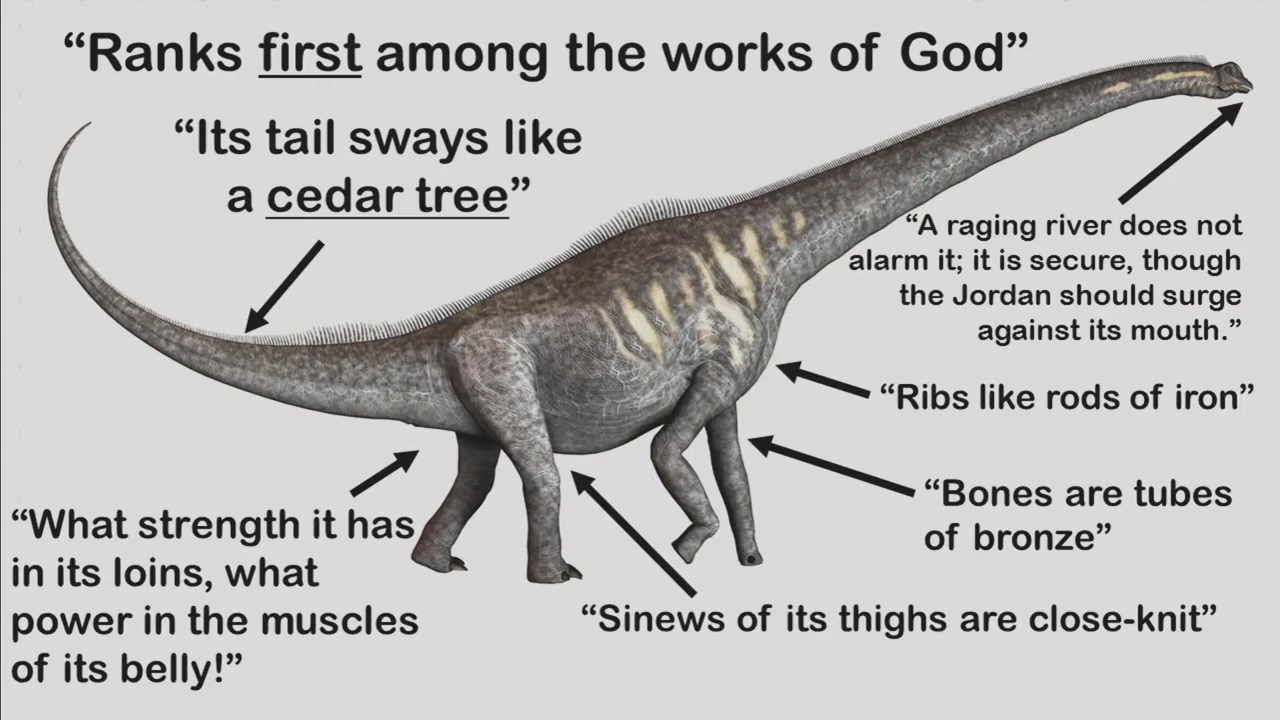 “Ranks first among the works of God”
“Its tail sways like
a cedar tree”
“A raging river does not
alarm it; it is secure, though
the Jordan should surge
against its mouth.”
“Ribs like rods of iron”
“Bones are tubes
of bronze”
“What strength it has
in its loins, what
power in the muscles
of its belly!”
“Sinews of its thighs are close-knit”